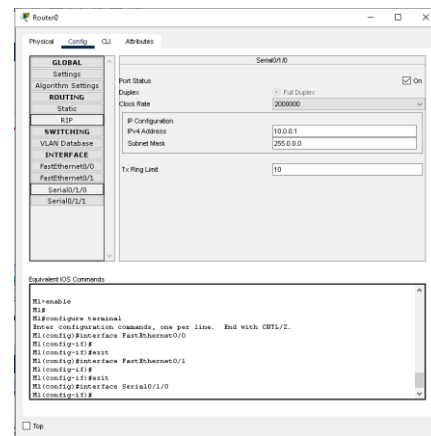 Router0
Physical Config CLI Attributes
GLOBAL
Settings
Algorithm Settings
ROUTING
Static
RIP
SWITCHING
VLAN Database
INTERFACE
FastEthernet0/0
FastEthernet0/1
Serial0/1/0
Serial0/1/1
Serial0/1/0
Port Status On
Duplex Full Duplex
Clock Rate 2000000
IP Configuration
IPv4 Address 10.0.0.1
Subnet Mask 255.0.0.0
Tx Ring Limit 10
Equivalent IOS Commands
M1>enable
M1#
M1#configure terminal
Enter configuration commands, one per line. End with CNTL/Z.
M1(config)#interface FastEthernet0/0
M1(config-if)#
M1(config-if)#exit
M1(config)#interface FastEthernet0/1
M1(config-if)#
M1(config-if)#exit
M1(config)#interface Serial0/1/0
M1(config-if)#
Top